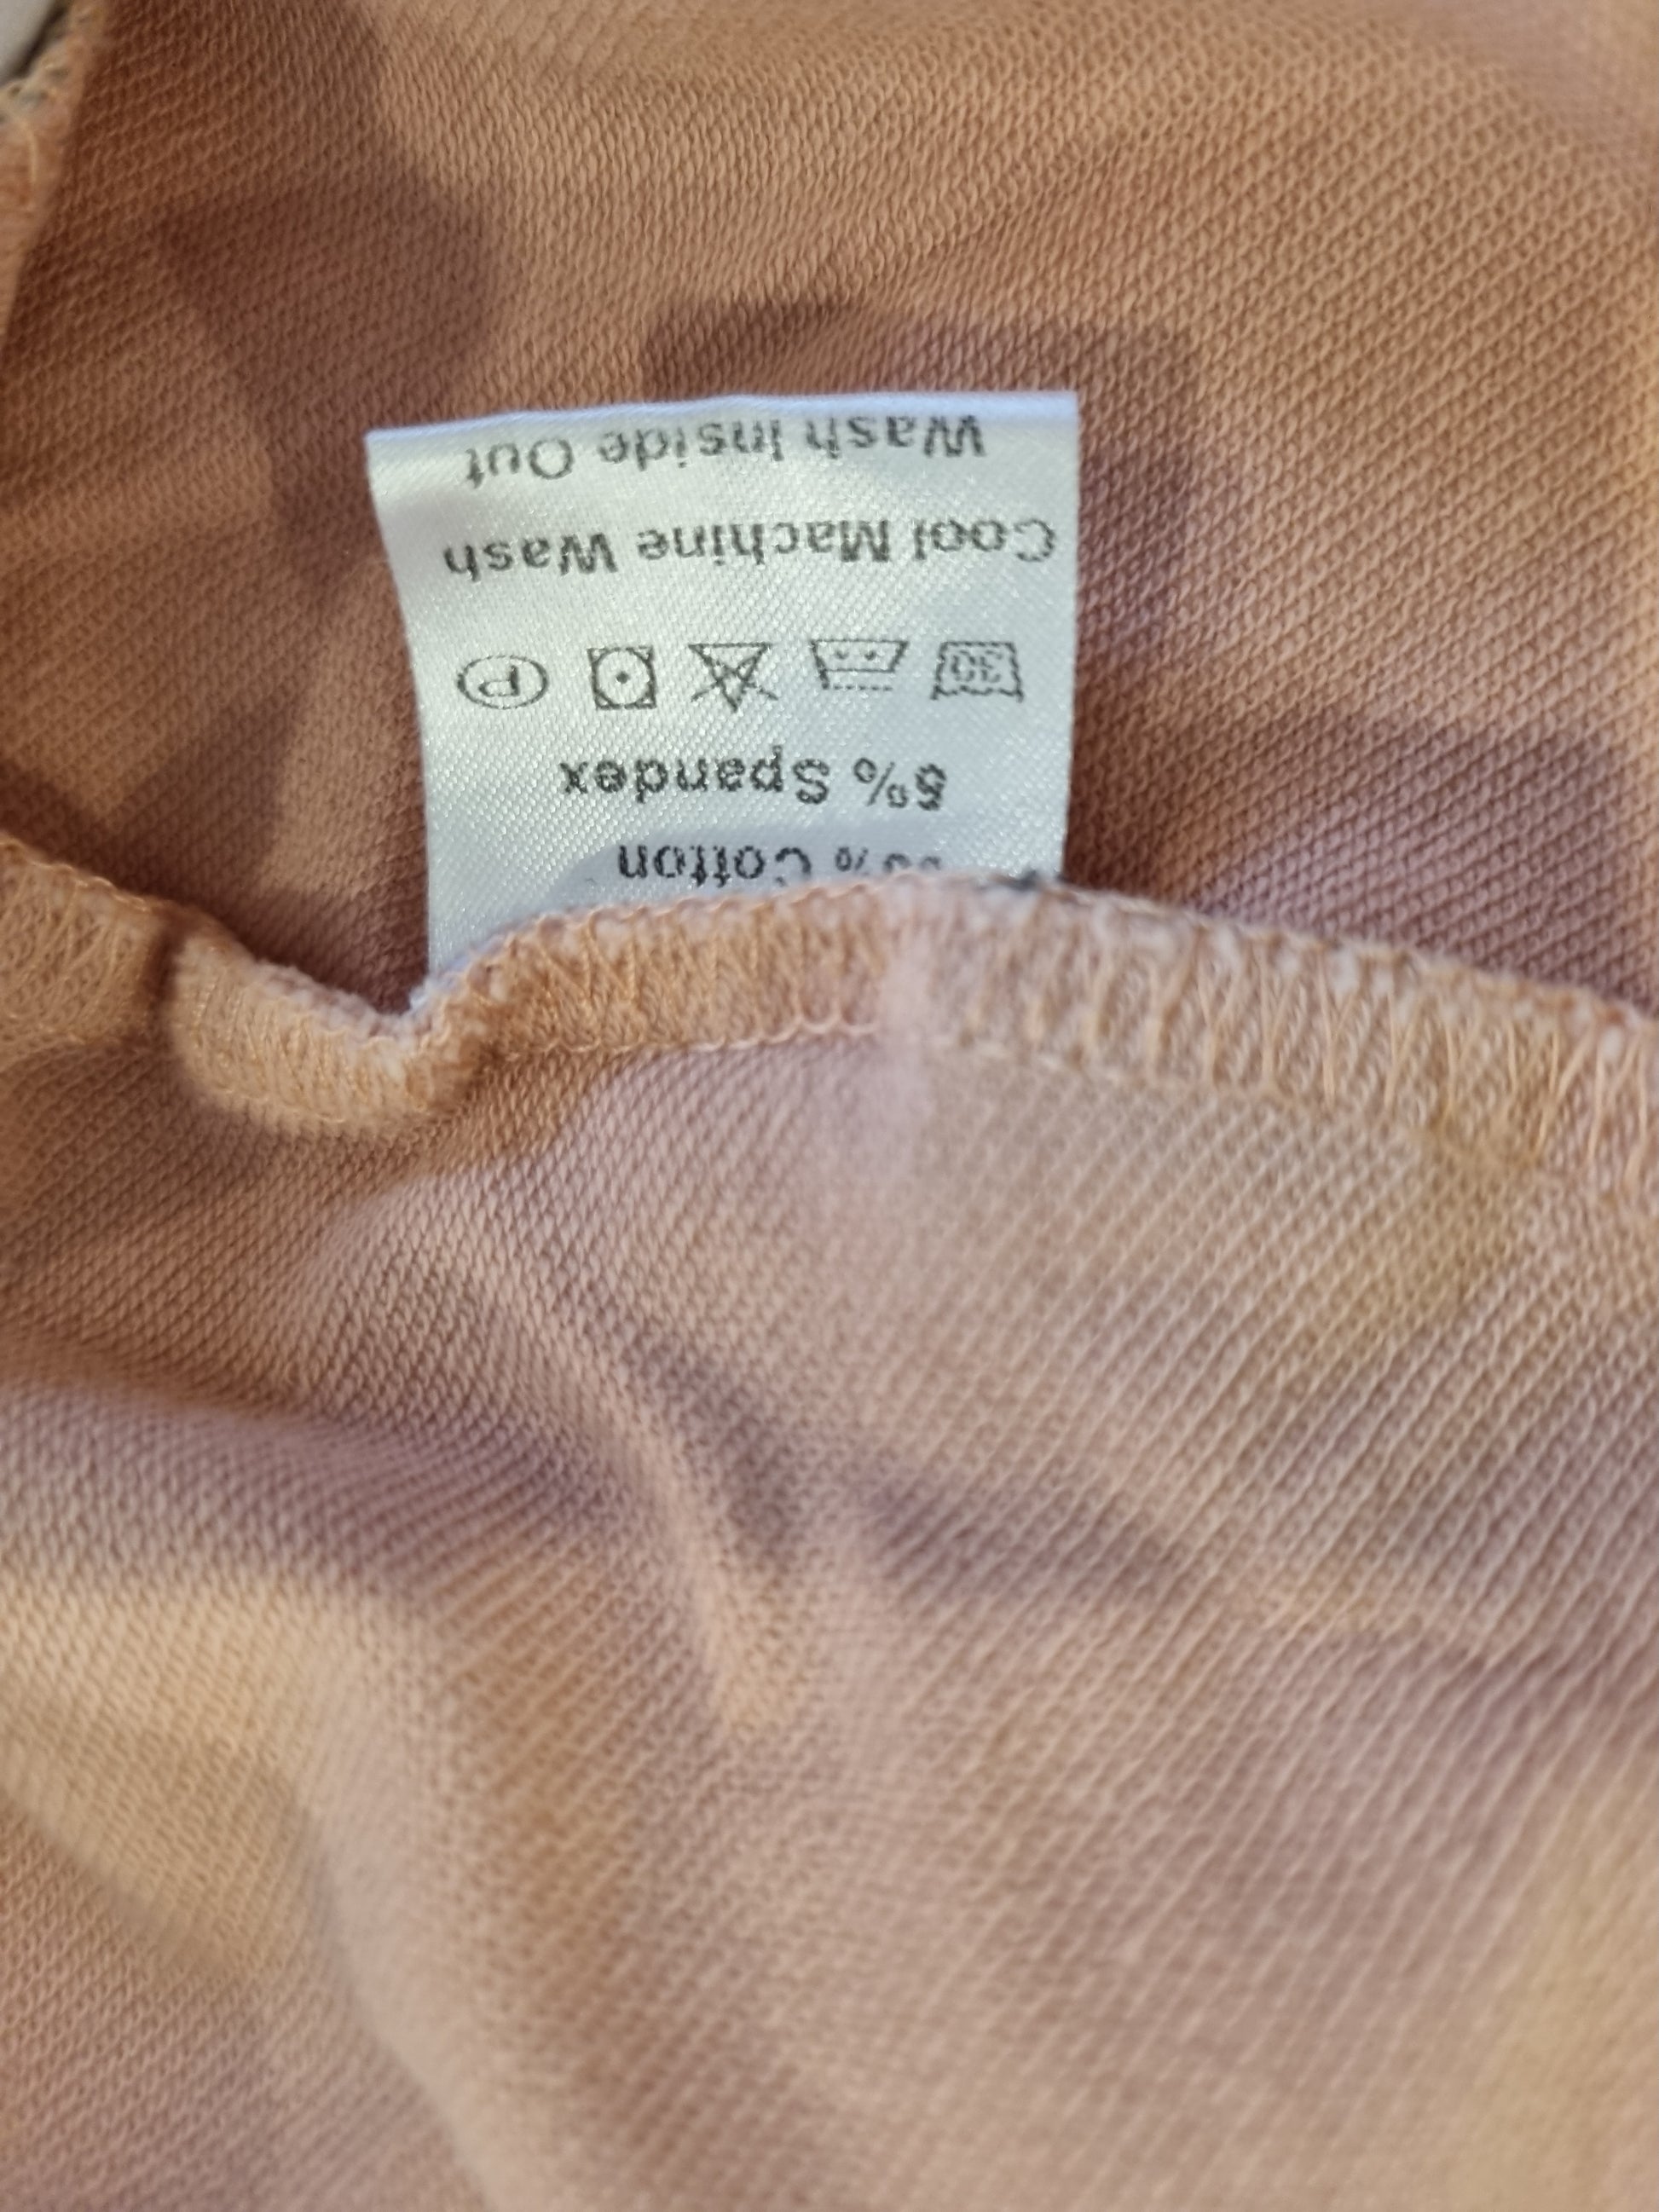 Cotton
5% Spandex
30 P
Cool Machine Wash
Wash Inside Out